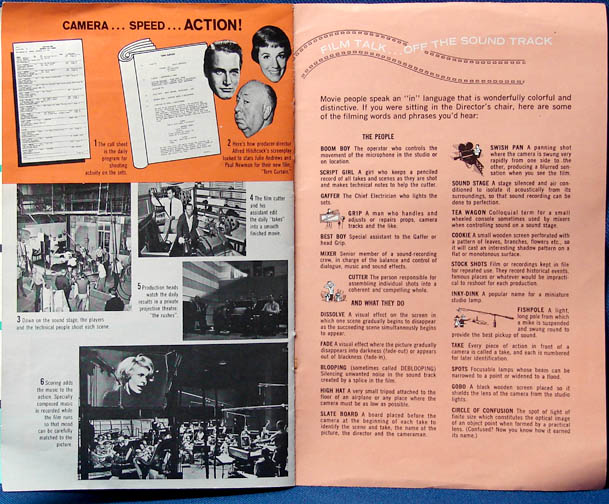 CAMERA . . . SPEED . . . ACTION!
1 The call sheet
is the daily
program for
shooting
activity on the sets.
2 Here's how producer-director
Alfred Hitchcock's screenplay
looked to stars Julie Andrews and
Paul Newman for their new film,
"Torn Curtain."
4 The film cutter
and his
assistant edit
the daily "takes"
into a smooth
finished movie.
5 Production heads
watch the daily
results in a private
projection theatre:
"the rushes".
3 Down on the sound stage, the players
and the technical people shoot each scene.
6 Scoring adds
the music to the
action. Specially
composed music
is recorded while
the film runs
so that mood
can be carefully
matched to the
picture.
FILM TALK...OFF THE SOUND TRACK
Movie people speak an "in" language that is wonderfully colorful and
distinctive. If you were sitting in the Director's chair, here are some
of the filming words and phrases you'd hear:
THE PEOPLE
BOOM BOY The operator who controls the
movement of the microphone in the studio or
on location.
SCRIPT GIRL A girl who keeps a penciled
record of all takes and scenes as they are shot
and makes technical notes to help the cutter.
GAFFER The Chief Electrician who lights the
sets.
GRIP A man who handles and
adjusts or repairs props, camera
tracks and the like.
BEST BOY Special assistant to the Gaffer or
head Grip.
MIXER Senior member of a sound-recording
crew, in charge of the balance and control of
dialogue, music and sound effects.
CUTTER The person responsible for
assembling individual shots into a
coherent and compelling whole.
AND WHAT THEY DO
DISSOLVE A visual effect on the screen in
which one scene gradually begins to disappear
as the succeeding scene simultaneously begins
to appear.
FADE A visual effect where the picture gradually
disappears into darkness (fade-out) or appears
out of blackness (fade-in).
BLOOPING (sometimes called DEBLOOPING)
Silencing unwanted noise in the sound track
created by a splice in the film.
HIGH HAT A very small tripod attached to the
floor of an airplane or any place where the
camera must be as low as possible.
SLATE BOARD A board placed before the
camera at the beginning of each take to
identify the scene and take, the name of the
picture, the director and the cameraman.
SWISH PAN A panning shot
where the camera is swung very
rapidly from one side to the
other, producing a blurred sen-
sation when you see the film.
SOUND STAGE A stage silenced and air con-
ditioned to isolate it acoustically from its
surroundings, so that sound recording can be
done to perfection.
TEA WAGON Colloquial term for a small
wheeled console sometimes used by mixers
when controlling sound on a sound stage.
COOKIE A small wooden screen perforated with
a pattern of leaves, branches, flowers etc., so
it will cast an interesting shadow pattern on a
flat or monotonous surface.
STOCK SHOTS Film or recordings kept in file
for repeated use. They record historical events,
famous places or whatever would be impracti-
cal to reshoot for each production.
INKY-DINK A popular name for a miniature
studio lamp.
FISHPOLE A light,
long pole from which
a mike is suspended
and swung round to
provide the best pickup of sound.
TAKE Every piece of action in front of a
camera is called a take, and each is numbered
for later identification.
SPOTS Focusable lamps whose beam can be
narrowed to a point or widened to a flood.
GOBO A black wooden screen placed so it
shields the lens of the camera from the studio
lights.
CIRCLE OF CONFUSION The spot of light of
finite size which constitutes the optical image
of an object point when formed by a practical
lens. (Confused? Now you know how it earned
its name.)